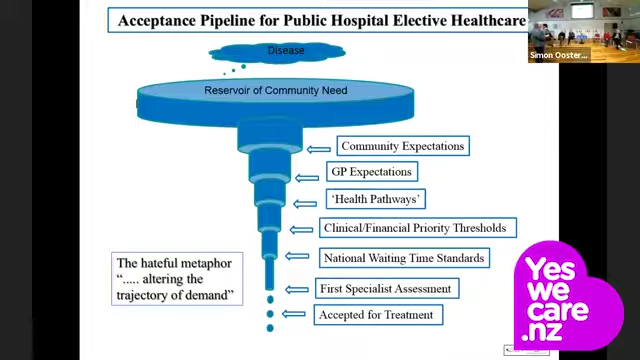 Acceptance Pipeline for Public Hospital Elective Healthcare
Simon Ooster...
Disease
Reservoir of Community Need
Community Expectations
GP Expectations
‘Health Pathways’
Clinical/Financial Priority Thresholds
National Waiting Time Standards
First Specialist Assessment
Accepted for Treatment
The hateful metaphor
“..... altering the
trajectory of demand”
Yes
we
care
.nz